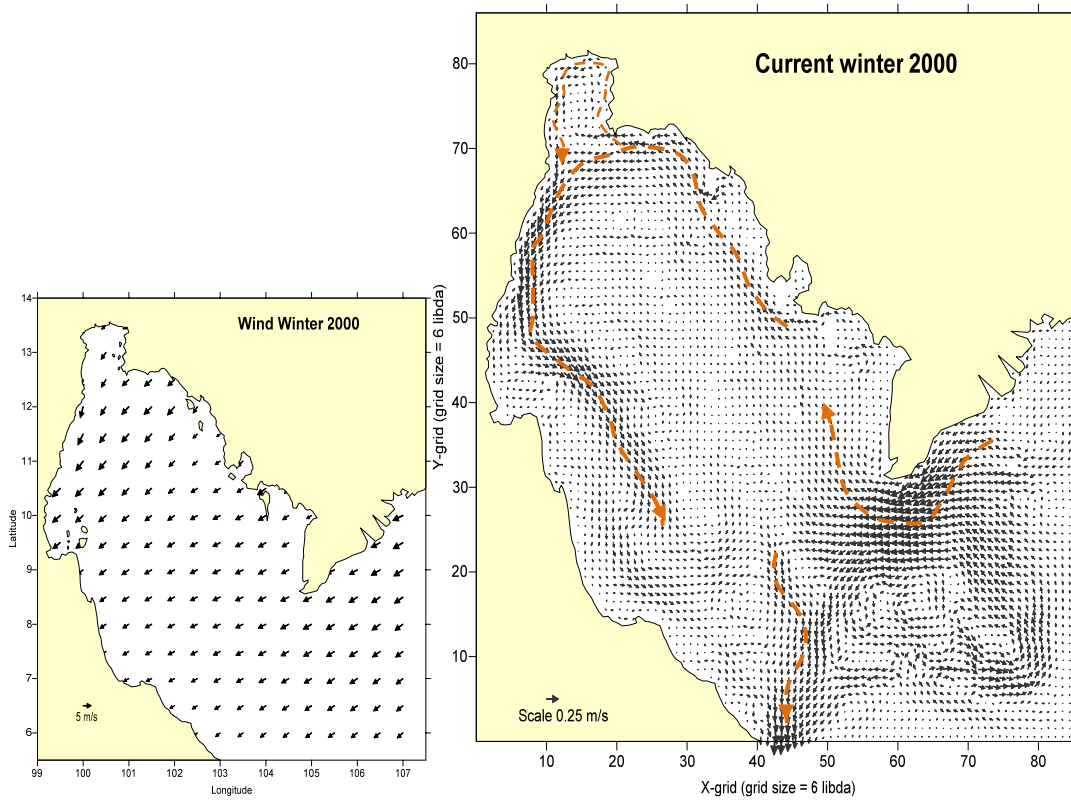 Wind Winter 2000
14
13
12
11
10
9
8
7
6
Latitude
5 m/s
99 100 101 102 103 104 105 106 107
Longitude
Current winter 2000
80
70
60
50
40
30
20
10
Y-grid (grid size = 6 libda)
Scale 0.25 m/s
10 20 30 40 50 60 70 80
X-grid (grid size = 6 libda)